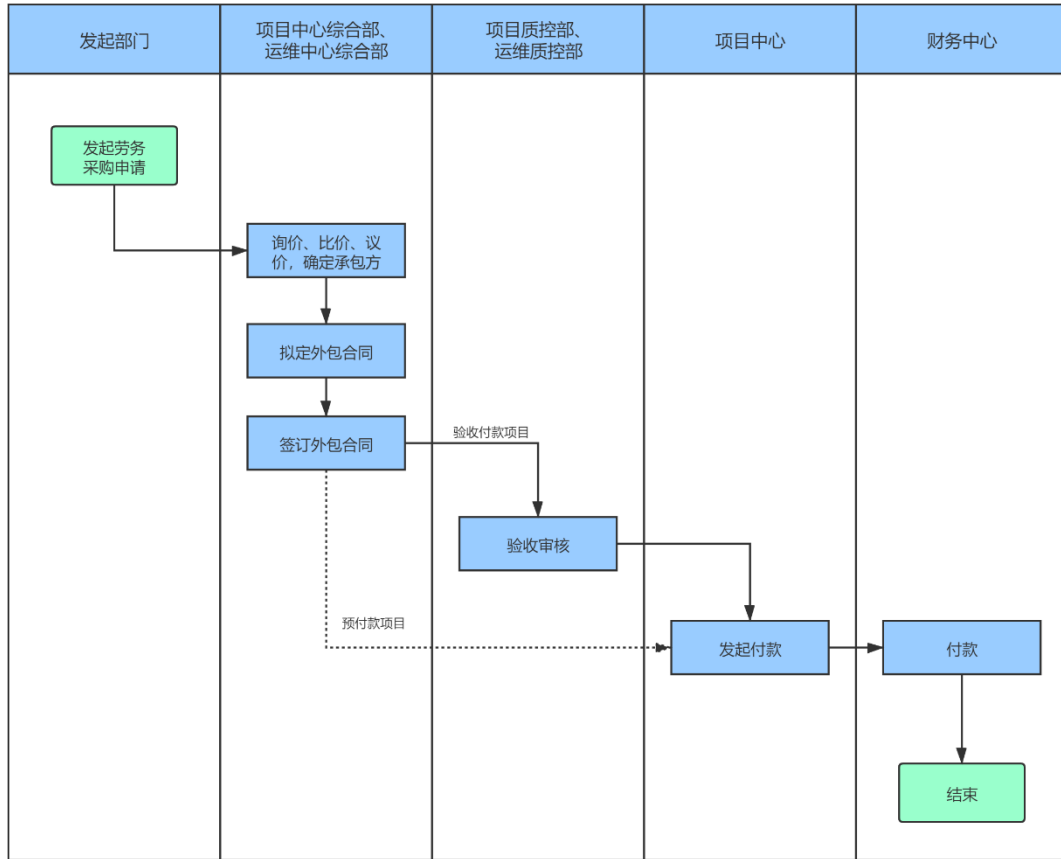 发起部门
项目中心综合部、
运维中心综合部
项目质控部、
运维质控部
项目中心
财务中心
发起劳务
采购申请
询价、比价、议
价，确定承包方
拟定外包合同
签订外包合同
验收付款项目
验收审核
预付款项目
发起付款
付款
结束